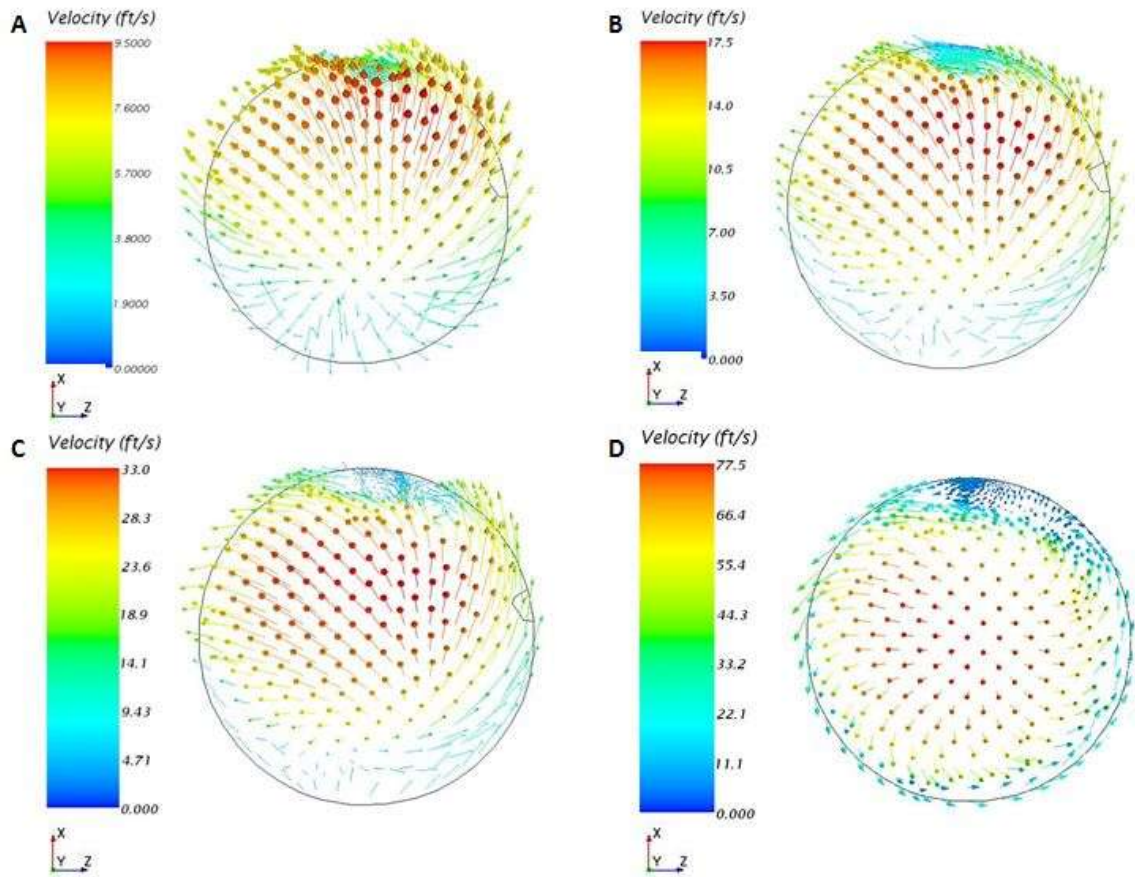 A
Velocity (ft/s)
9.5000
7.6000
5.7000
3.8000
1.9000
0.00000
X
Y Z
B
Velocity (ft/s)
17.5
14.0
10.5
7.00
3.50
0.000
X
Y Z
C
Velocity (ft/s)
33.0
28.3
23.6
18.9
14.1
9.43
4.71
0.000
X
Y Z
D
Velocity (ft/s)
77.5
66.4
55.4
44.3
33.2
22.1
11.1
0.000
X
Y Z